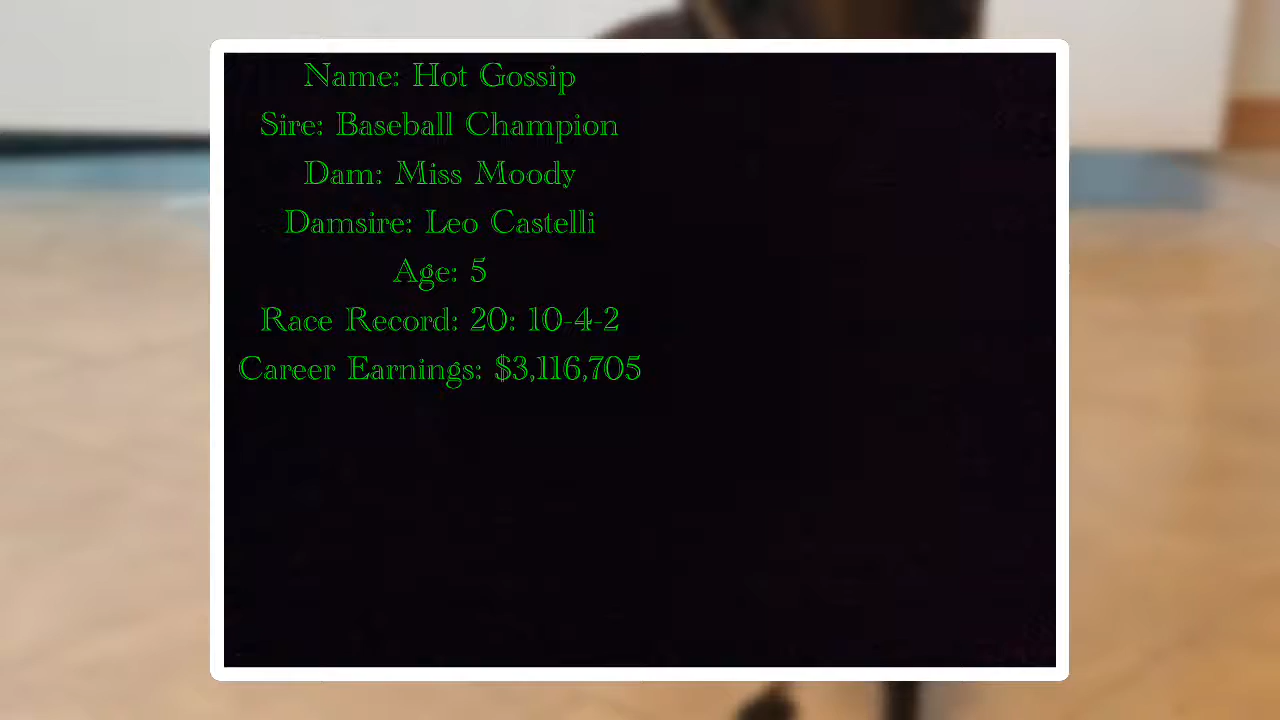 Name: Hot Gossip
Sire: Baseball Champion
Dam: Miss Moody
Damsire: Leo Castelli
Age: 5
Race Record: 20: 10-4-2
Career Earnings: $3,116,705